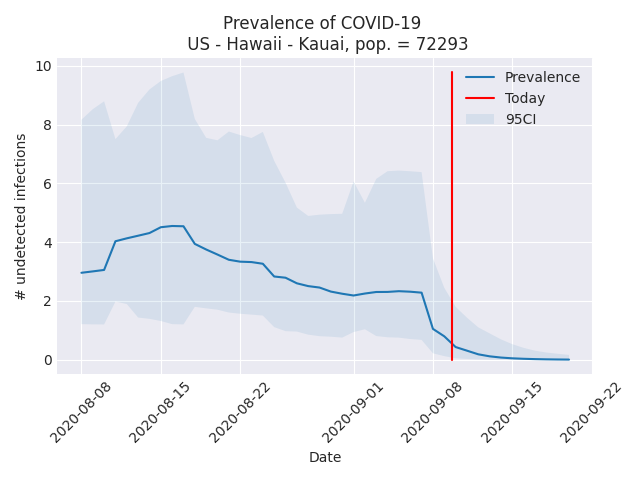 Prevalence of COVID-19
US - Hawaii - Kauai, pop. = 72293
# undetected infections
10
8
6
4
2
0
Prevalence
Today
95CI
2020-08-08
2020-08-15
2020-08-22
2020-09-01
2020-09-08
2020-09-15
2020-09-22
Date